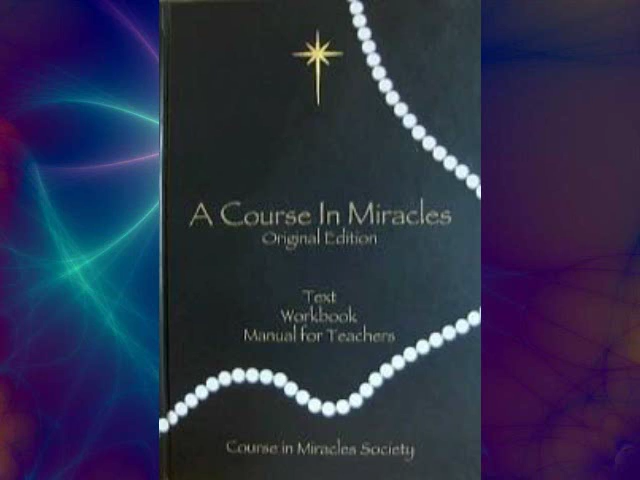 A Course In Miracles
Original Edition
Text
Workbook
Manual for Teachers
Course in Miracles Society